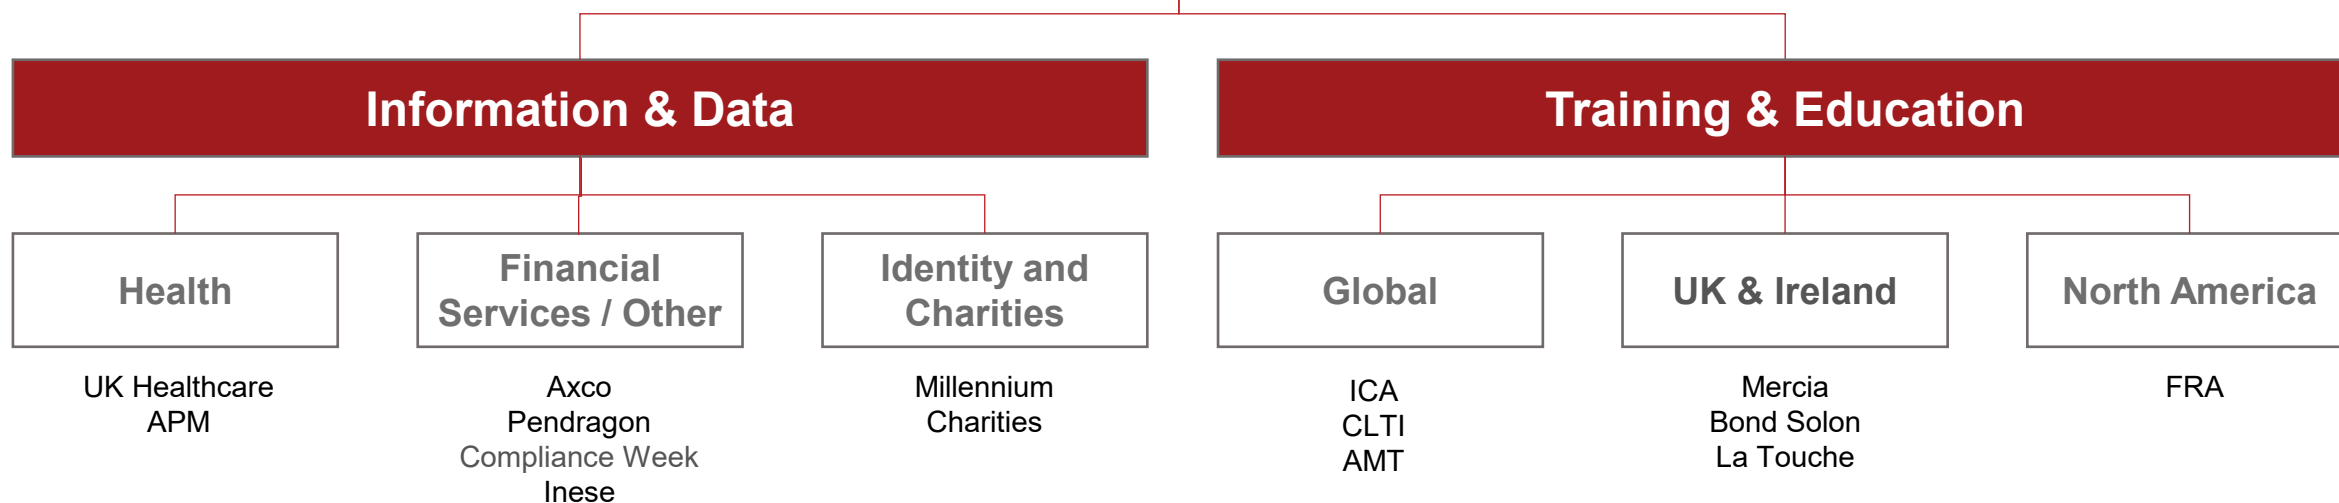 Information & Data
Training & Education
Health
Financial
Services / Other
Identity and
Charities
Global
UK & Ireland
North America
UK Healthcare
APM
Axco
Pendragon
Compliance Week
Inese
Millennium
Charities
ICA
CLTI
AMT
Mercia
Bond Solon
La Touche
FRA